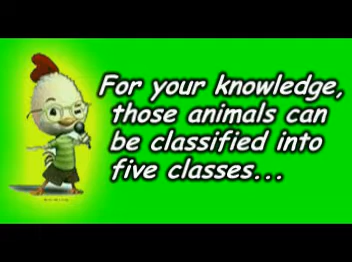 For your knowledge,
those animals can
be classified into
five classes...